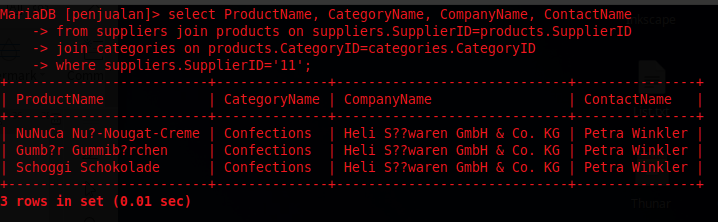 MariaDB [penjualan]> select ProductName, CategoryName, CompanyName, ContactName
    -> from suppliers join products on suppliers.SupplierID=products.SupplierID
    -> join categories on products.CategoryID=categories.CategoryID
    -> where suppliers.SupplierID='11';
+-------------------------+--------------+-----------------------------+---------------+
| ProductName             | CategoryName | CompanyName                 | ContactName   |
+-------------------------+--------------+-----------------------------+---------------+
| NuNuCa Nu?-Nougat-Creme | Confections  | Heli S??waren GmbH & Co. KG | Petra Winkler |
| Gumb?r Gummib?rchen     | Confections  | Heli S??waren GmbH & Co. KG | Petra Winkler |
| Schoggi Schokolade      | Confections  | Heli S??waren GmbH & Co. KG | Petra Winkler |
+-------------------------+--------------+-----------------------------+---------------+
3 rows in set (0.01 sec)
Thunar